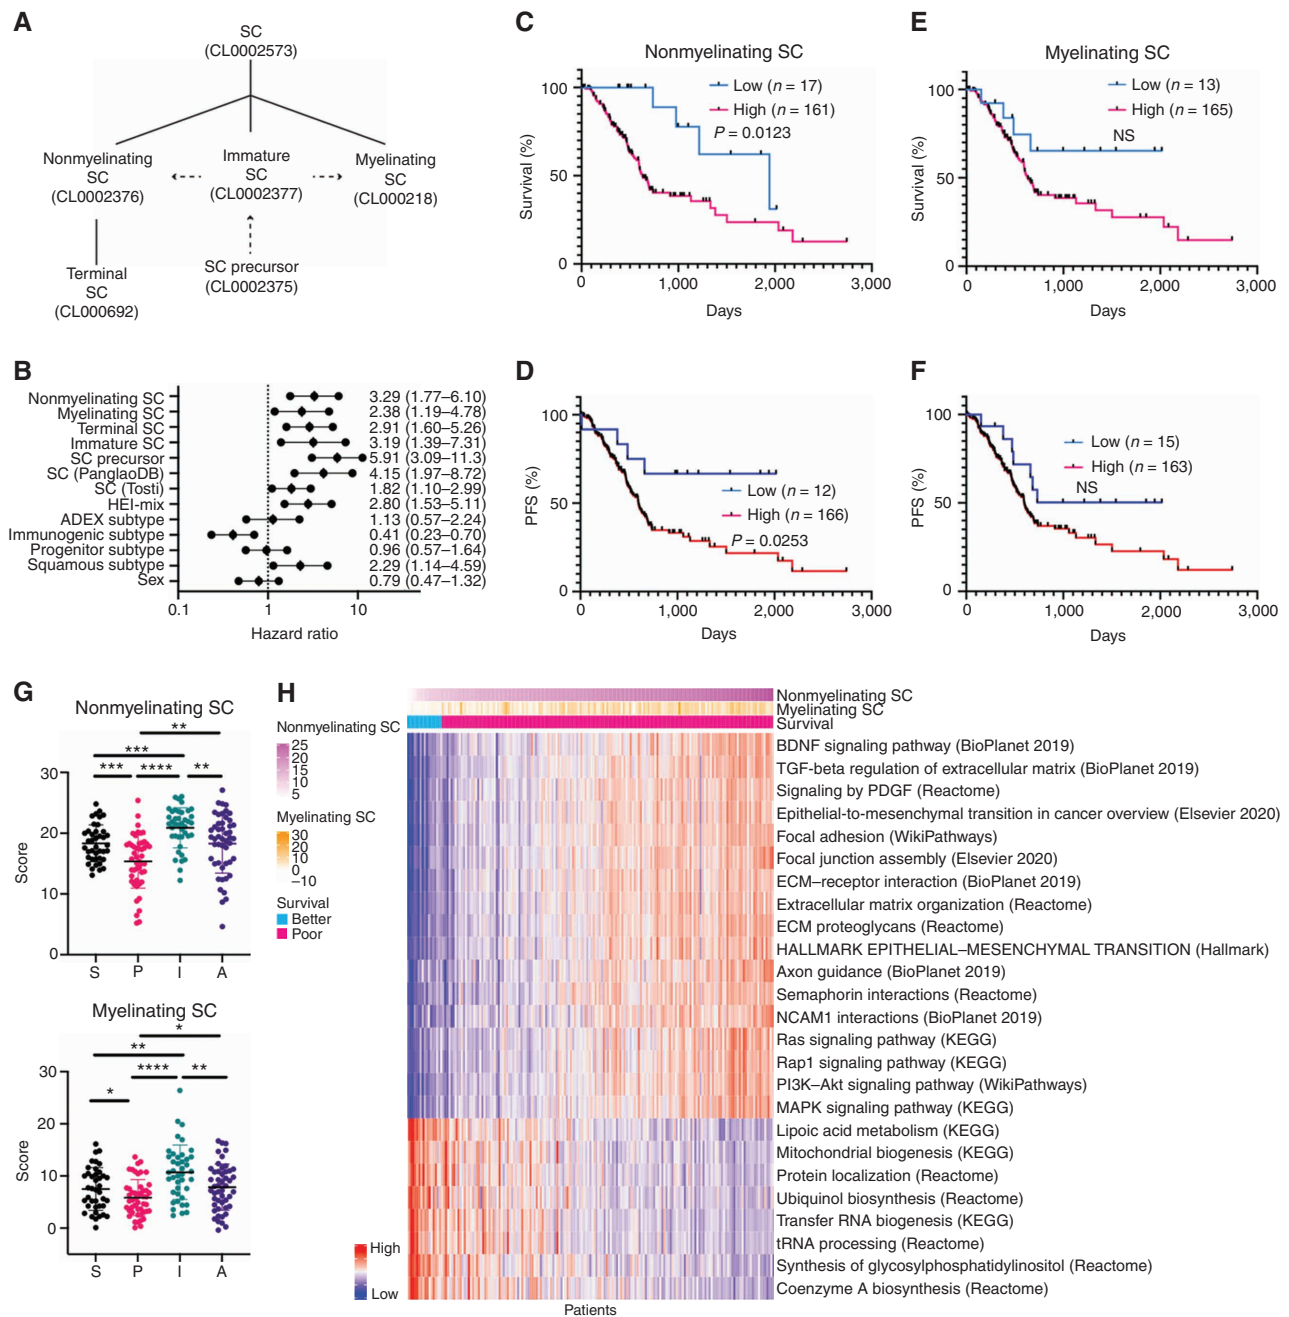 A
SC
(CL0002573)
Nonmyelinating
SC
(CL0002376)
Immature
SC
(CL0002377)
Myelinating
SC
(CL000218)
Terminal
SC
(CL000692)
SC precursor
(CL0002375)
B
Nonmyelinating SC 3.29 (1.77–6.10)
Myelinating SC 2.38 (1.19–4.78)
Terminal SC 2.91 (1.60–5.26)
Immature SC 3.19 (1.39–7.31)
SC precursor 5.91 (3.09–11.3)
SC (PanglaoDB) 4.15 (1.97–8.72)
SC (Tosti) 1.82 (1.10–2.99)
HEI-mix 2.80 (1.53–5.11)
ADEX subtype 1.13 (0.57–2.24)
Immunogenic subtype 0.41 (0.23–0.70)
Progenitor subtype 0.96 (0.57–1.64)
Squamous subtype 2.29 (1.14–4.59)
Sex 0.79 (0.47–1.32)
0.1 1 10
Hazard ratio
C
Nonmyelinating SC
Low (n = 17)
High (n = 161)
P = 0.0123
Survival (%)
100
50
0
0 1,000 2,000 3,000
Days
D
Low (n = 12)
High (n = 166)
P = 0.0253
PFS (%)
100
50
0
0 1,000 2,000 3,000
Days
E
Myelinating SC
Low (n = 13)
High (n = 165)
NS
Survival (%)
100
50
0
0 1,000 2,000 3,000
Days
F
Low (n = 15)
High (n = 163)
NS
PFS (%)
100
50
0
0 1,000 2,000 3,000
Days
G
Nonmyelinating SC
**
***
*** **** **
Score
30
20
10
0
S P I A
Myelinating SC
*
**
**** **
*
Score
30
20
10
0
S P I A
H
Nonmyelinating SC
25
20
15
10
5
Myelinating SC
30
20
10
0
–10
Survival
Better
Poor
High
Low
Nonmyelinating SC
Myelinating SC
Survival
BDNF signaling pathway (BioPlanet 2019)
TGF-beta regulation of extracellular matrix (BioPlanet 2019)
Signaling by PDGF (Reactome)
Epithelial-to-mesenchymal transition in cancer overview (Elsevier 2020)
Focal adhesion (WikiPathways)
Focal junction assembly (Elsevier 2020)
ECM–receptor interaction (BioPlanet 2019)
Extracellular matrix organization (Reactome)
ECM proteoglycans (Reactome)
HALLMARK EPITHELIAL–MESENCHYMAL TRANSITION (Hallmark)
Axon guidance (BioPlanet 2019)
Semaphorin interactions (Reactome)
NCAM1 interactions (BioPlanet 2019)
Ras signaling pathway (KEGG)
Rap1 signaling pathway (KEGG)
PI3K–Akt signaling pathway (WikiPathways)
MAPK signaling pathway (KEGG)
Lipoic acid metabolism (KEGG)
Mitochondrial biogenesis (KEGG)
Protein localization (Reactome)
Ubiquinol biosynthesis (Reactome)
Transfer RNA biogenesis (KEGG)
tRNA processing (Reactome)
Synthesis of glycosylphosphatidylinositol (Reactome)
Coenzyme A biosynthesis (Reactome)
Patients